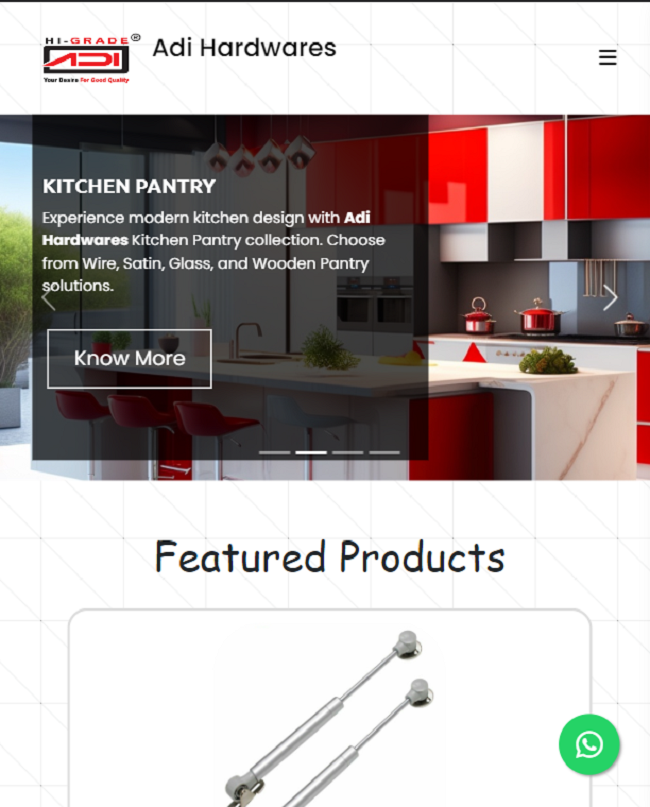 HI-GRADE®
ADI
Your Desire For Good Quality
Adi Hardwares
KITCHEN PANTRY
Experience modern kitchen design with Adi
Hardwares Kitchen Pantry collection. Choose
from Wire, Satin, Glass, and Wooden Pantry
solutions.
Know More
Featured Products